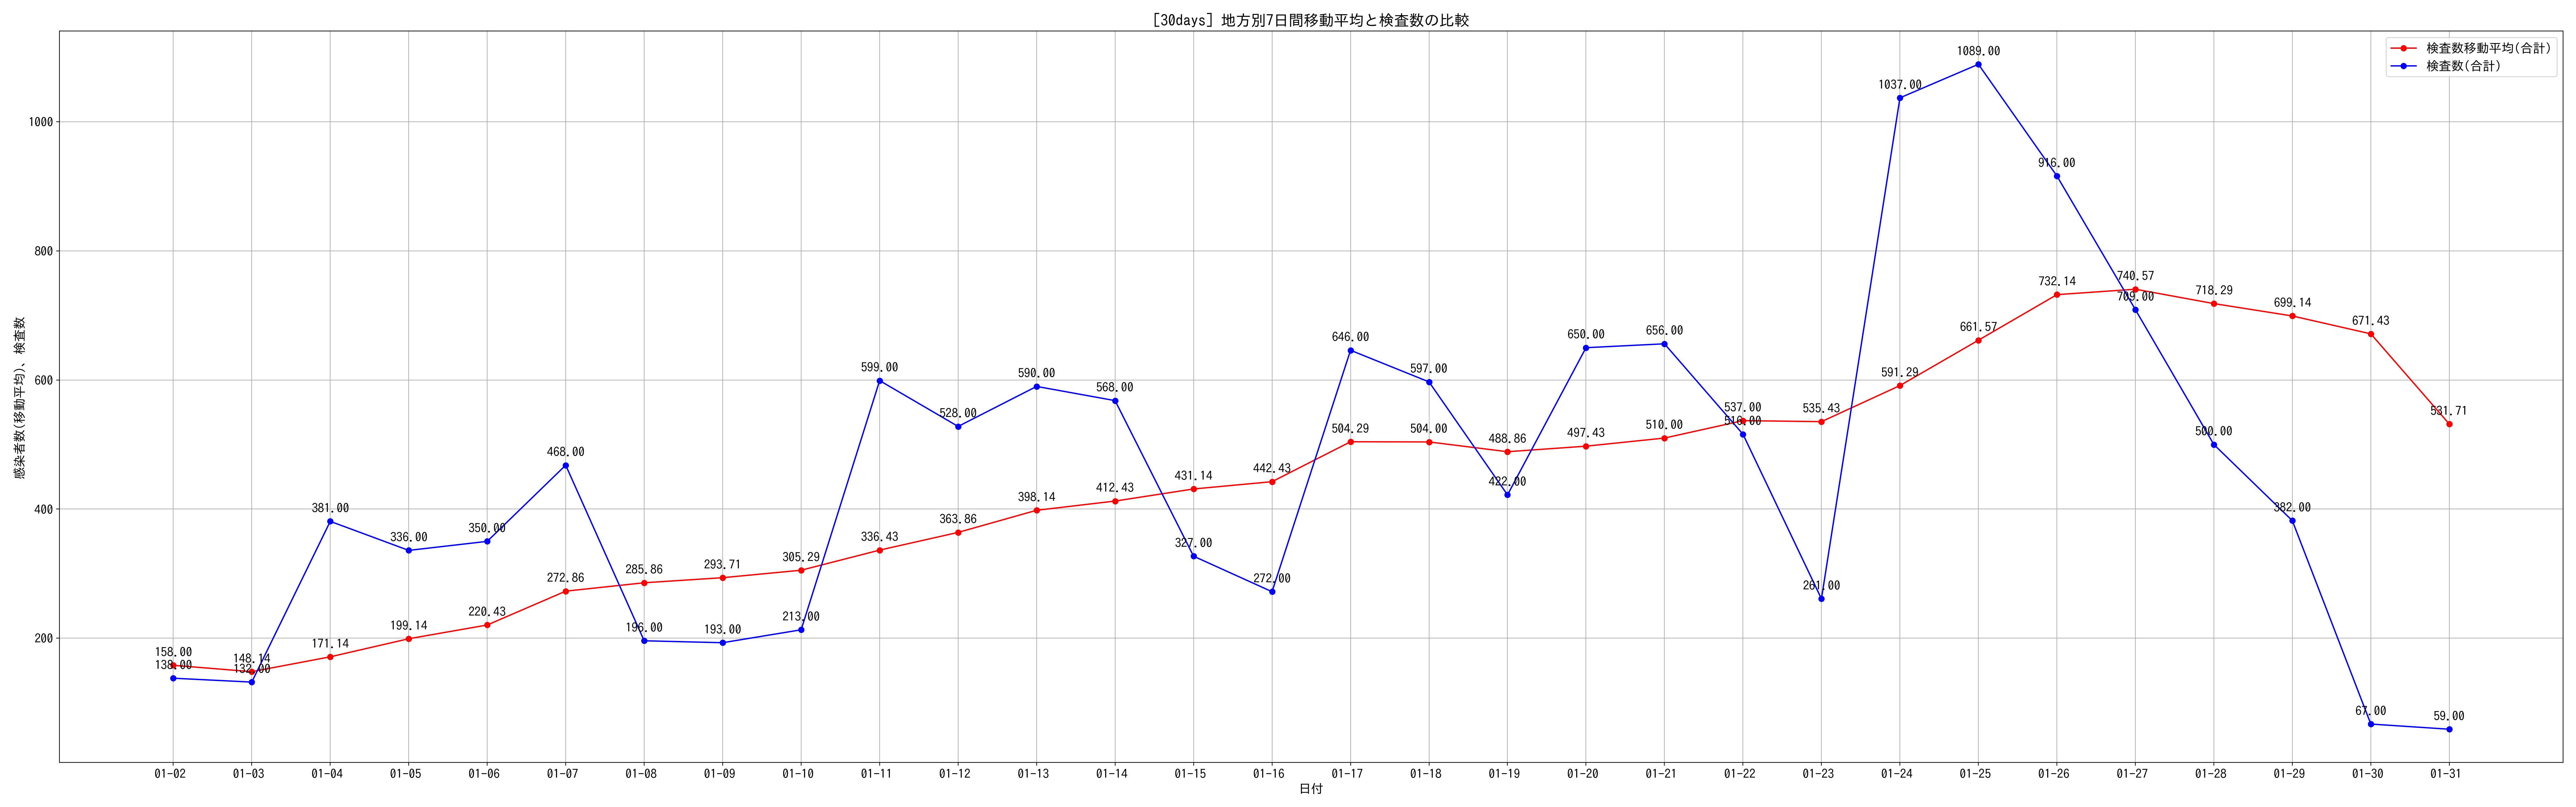 [30days] 地方別7日間移動平均と検査数の比較
検査数移動平均(合計)
検査数(合計)
感染者数(移動平均)、検査数
1000
800
600
400
200
158.00 148.14 171.14 199.14 220.43 272.86 285.86 293.71 305.29 336.43 363.86 398.14 412.43 431.14 442.43 504.29 504.00 488.86 497.43 510.00 537.00 535.43 591.29 661.57 732.14 740.57 718.29 699.14 671.43 531.71
138.00 132.00 381.00 336.00 350.00 468.00 196.00 193.00 213.00 599.00 528.00 590.00 568.00 327.00 272.00 646.00 597.00 422.00 650.00 656.00 516.00 261.00 1037.00 1089.00 916.00 709.00 500.00 382.00 67.00 59.00
01-02 01-03 01-04 01-05 01-06 01-07 01-08 01-09 01-10 01-11 01-12 01-13 01-14 01-15 01-16 01-17 01-18 01-19 01-20 01-21 01-22 01-23 01-24 01-25 01-26 01-27 01-28 01-29 01-30 01-31
日付